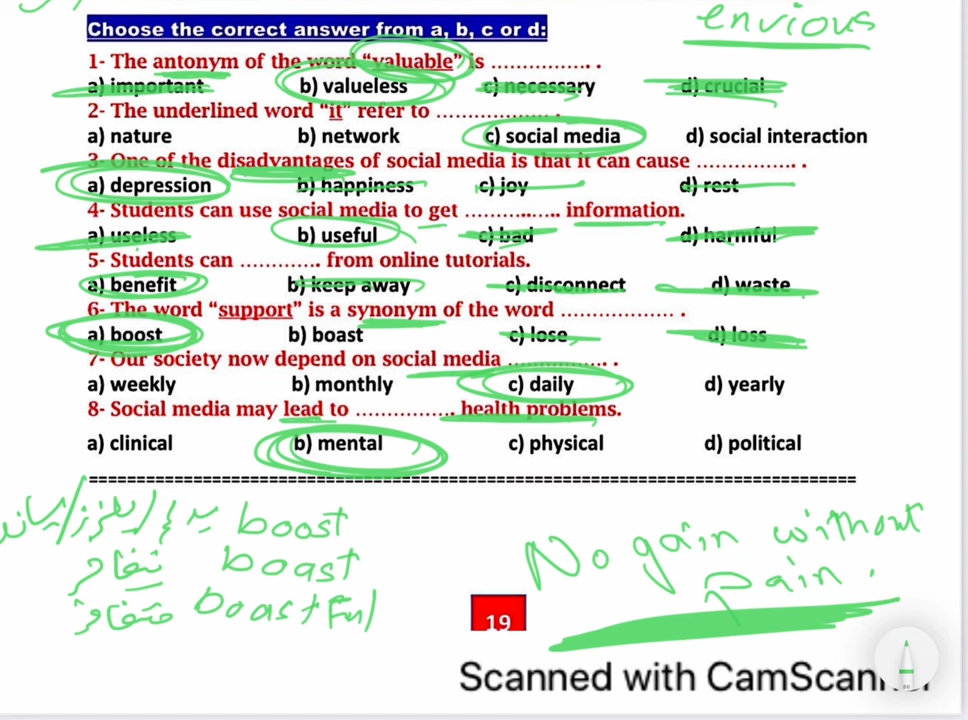 envious
Choose the correct answer from a, b, c or d:
1- The antonym of the word "valuable" is ................ .
a) important b) valueless c) necessary d) crucial
2- The underlined word "it" refer to ................... .
a) nature b) network c) social media d) social interaction
3- One of the disadvantages of social media is that it can cause ................ .
a) depression b) happiness c) joy d) rest
4- Students can use social media to get ................ information.
a) useless b) useful c) bad d) harmful
5- Students can ............. from online tutorials.
a) benefit b) keep away c) disconnect d) waste
6- The word "support" is a synonym of the word .................. .
a) boost b) boast c) lose d) loss
7- Our society now depend on social media ................ .
a) weekly b) monthly c) daily d) yearly
8- Social media may lead to ................ health problems.
a) clinical b) mental c) physical d) political
================================================
boost
boast
boastful
No gain without
pain.
19
Scanned with CamScan